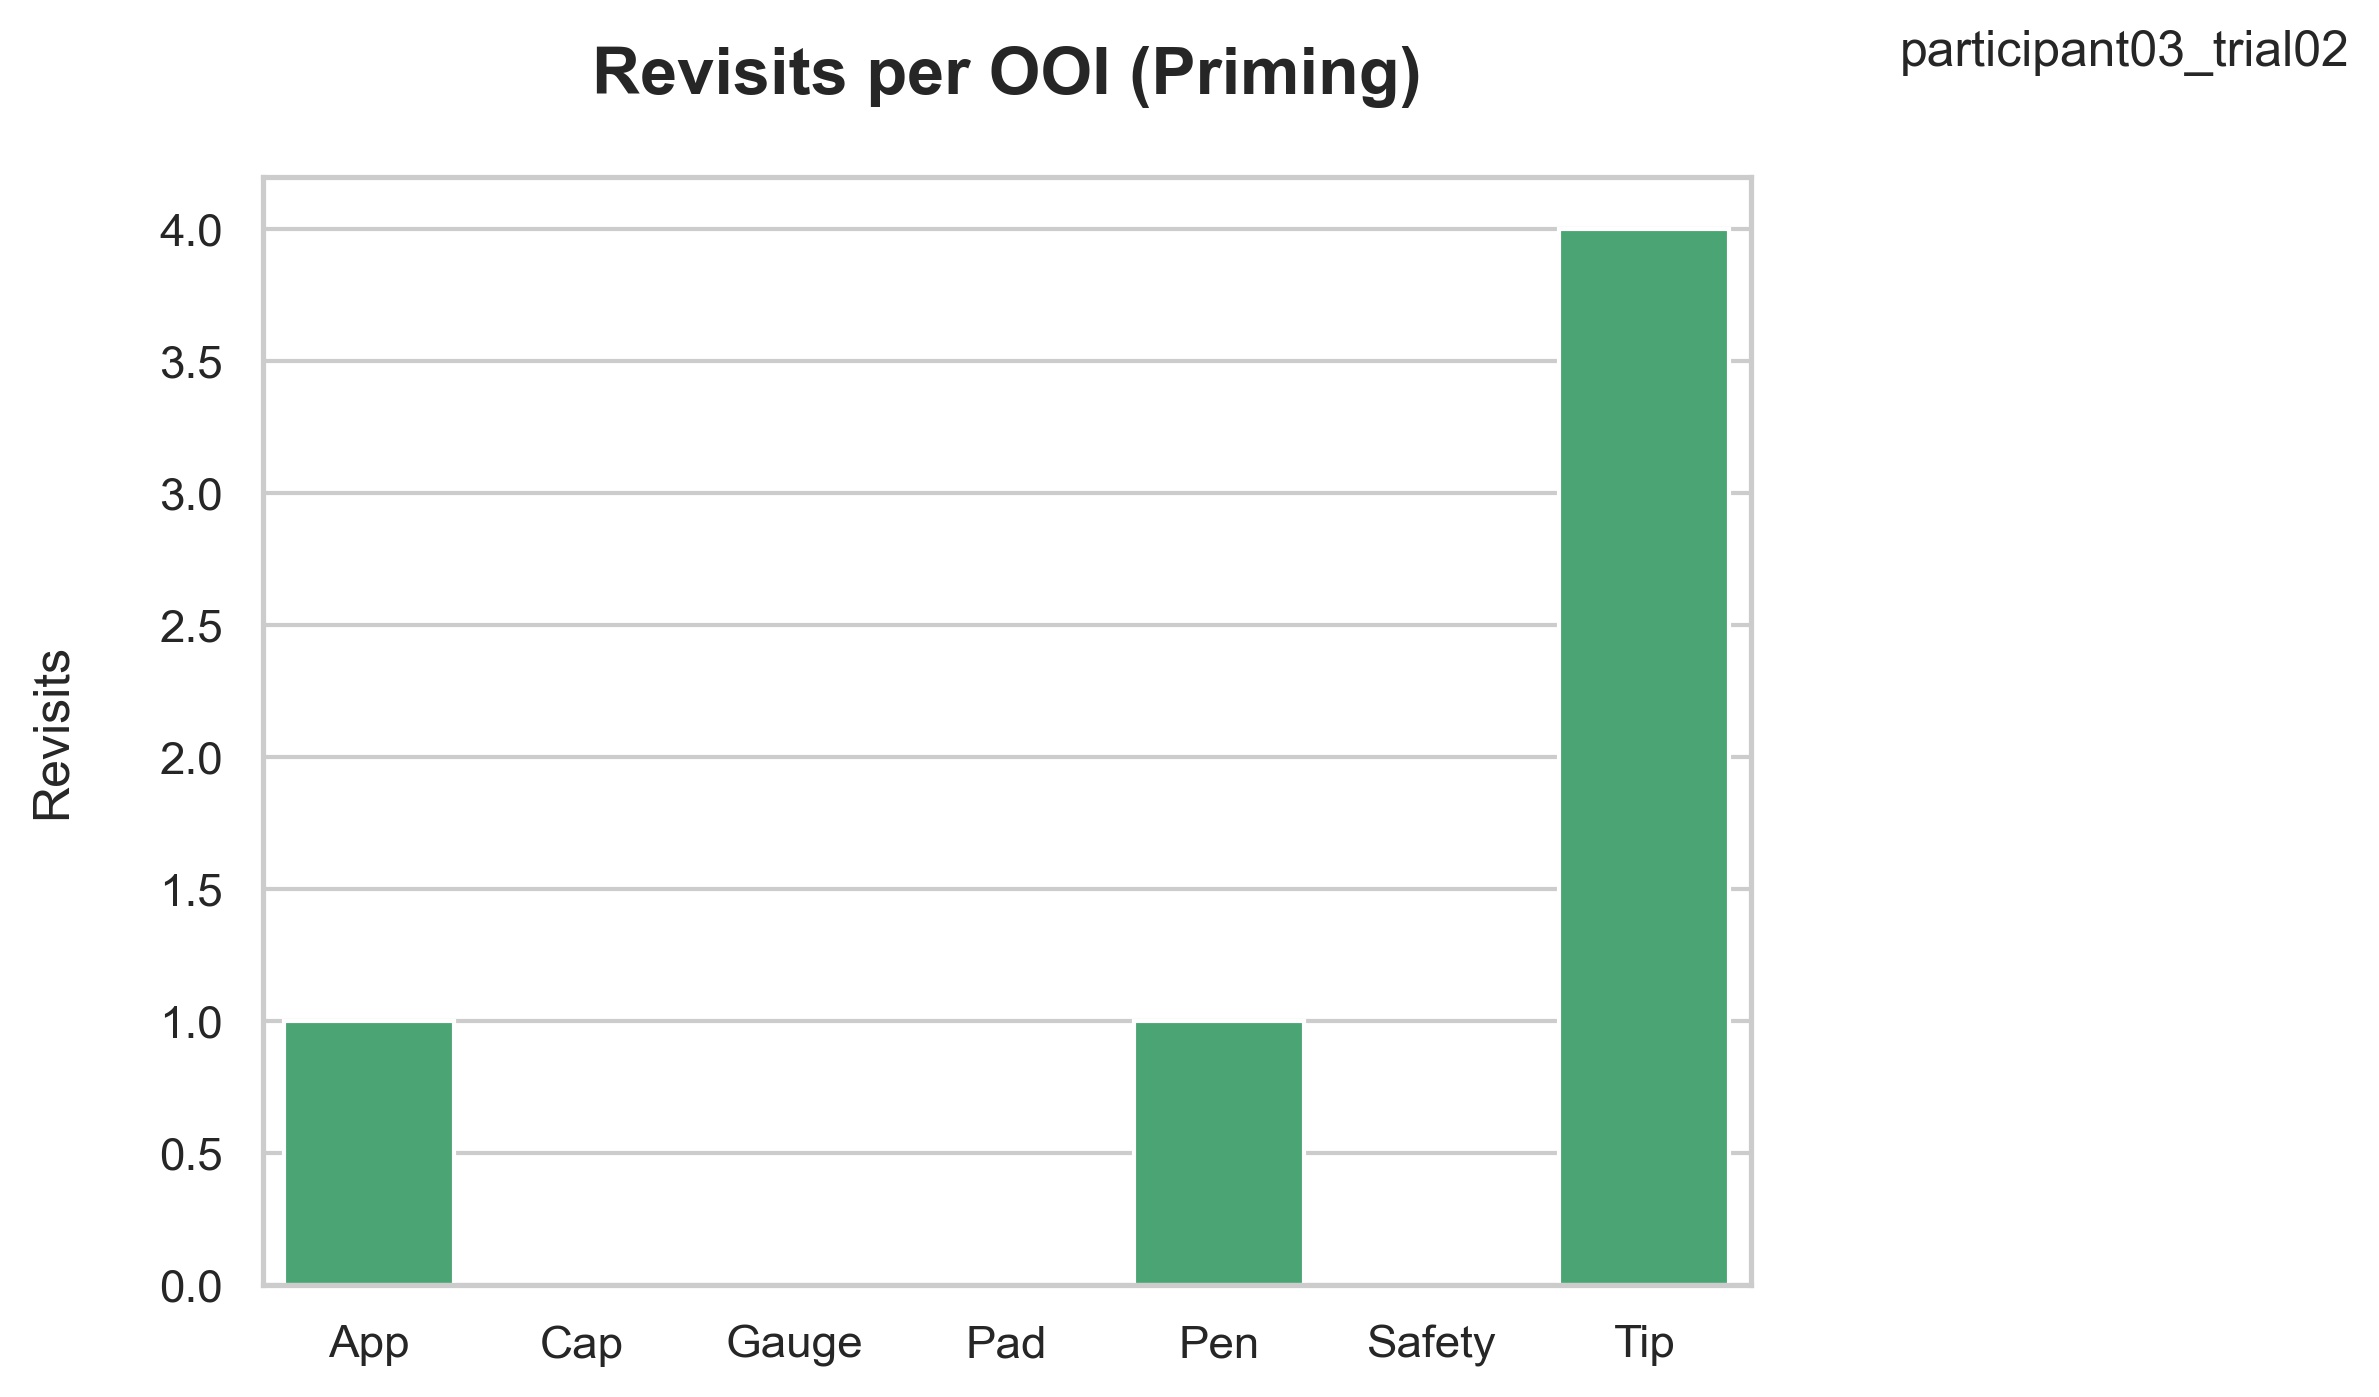 participant03_trial02
Revisits per OOI (Priming)
Revisits
4.0
3.5
3.0
2.5
2.0
1.5
1.0
0.5
0.0
App Cap Gauge Pad Pen Safety Tip